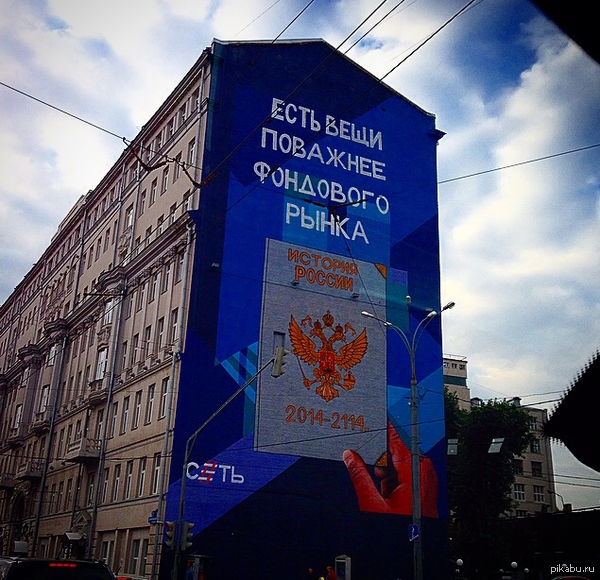 ЕСТЬ ВЕЩИ
ПОВАЖНЕЕ
ФОНДОВОГО
РЫНКА
ИСТОРИЯ
РОССИИ
2014-2114
СЕТЬ
pikabu.ru